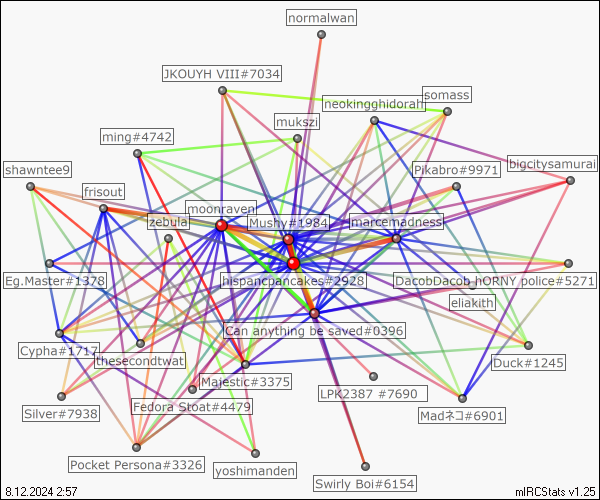 normalwan
JKOUYH VIII#7034
somass
neokingghidorah
mukszi
ming#4742
shawntee9
Pikabro#9971
bigcitysamurai
frisout
moonraven
zebula
Mushy#1984
marcemadness
Eg.Master#1378
hispanicpancakes#2928
DacobDacob_hORNY police#5271
eliakith
Can anything be saved#0396
Cypha#1717
thesecondtwat
Duck#1245
Majestic#3375
LPK2387 #7690
Silver#7938
Fedora Stoat#4479
Madネコ#6901
Pocket Persona#3326
yoshimanden
Swirly Boi#6154
8.12.2024 2:57
mIRCStats v1.25